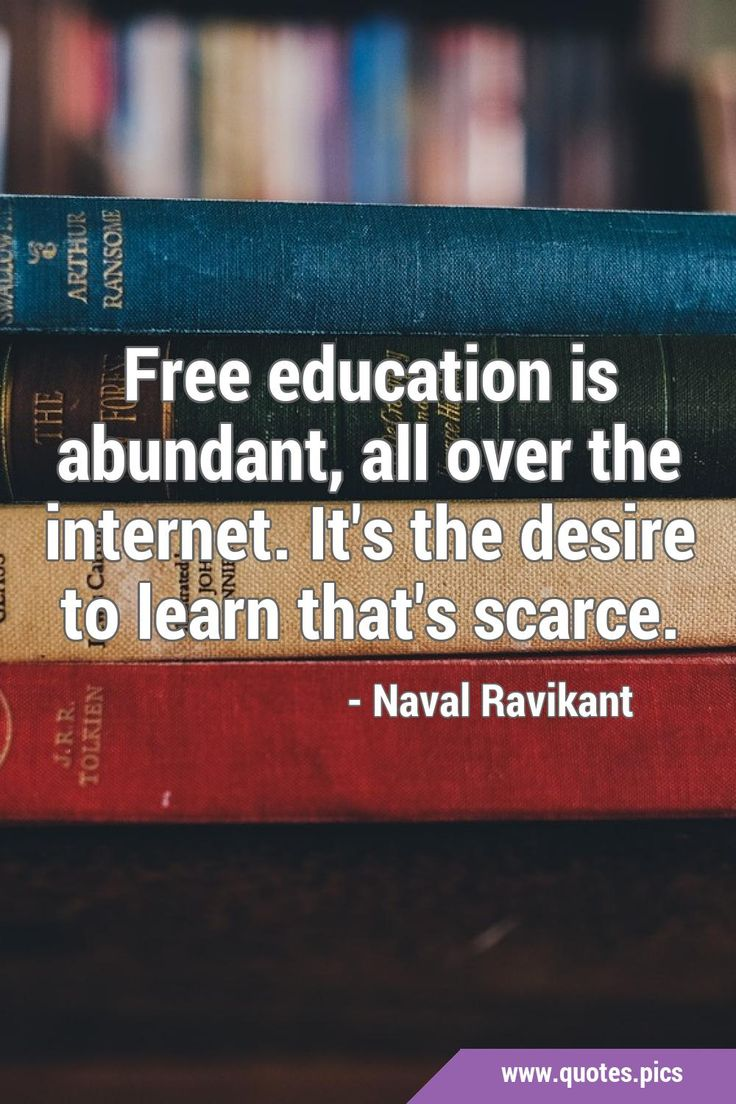 ARTHUR
RANSOME
THE
Free education is
abundant, all over the
internet. It's the desire
to learn that's scarce.
- Naval Ravikant
J.R.R.
TOLKIEN
www.quotes.pics